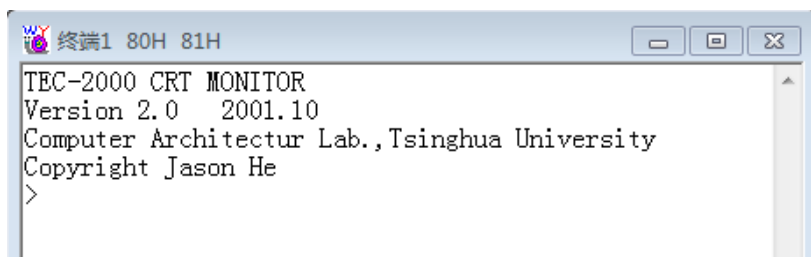 终端1 80H 81H
TEC-2000 CRT MONITOR
Version 2.0   2001.10
Computer Architectur Lab.,Tsinghua University
Copyright Jason He
>